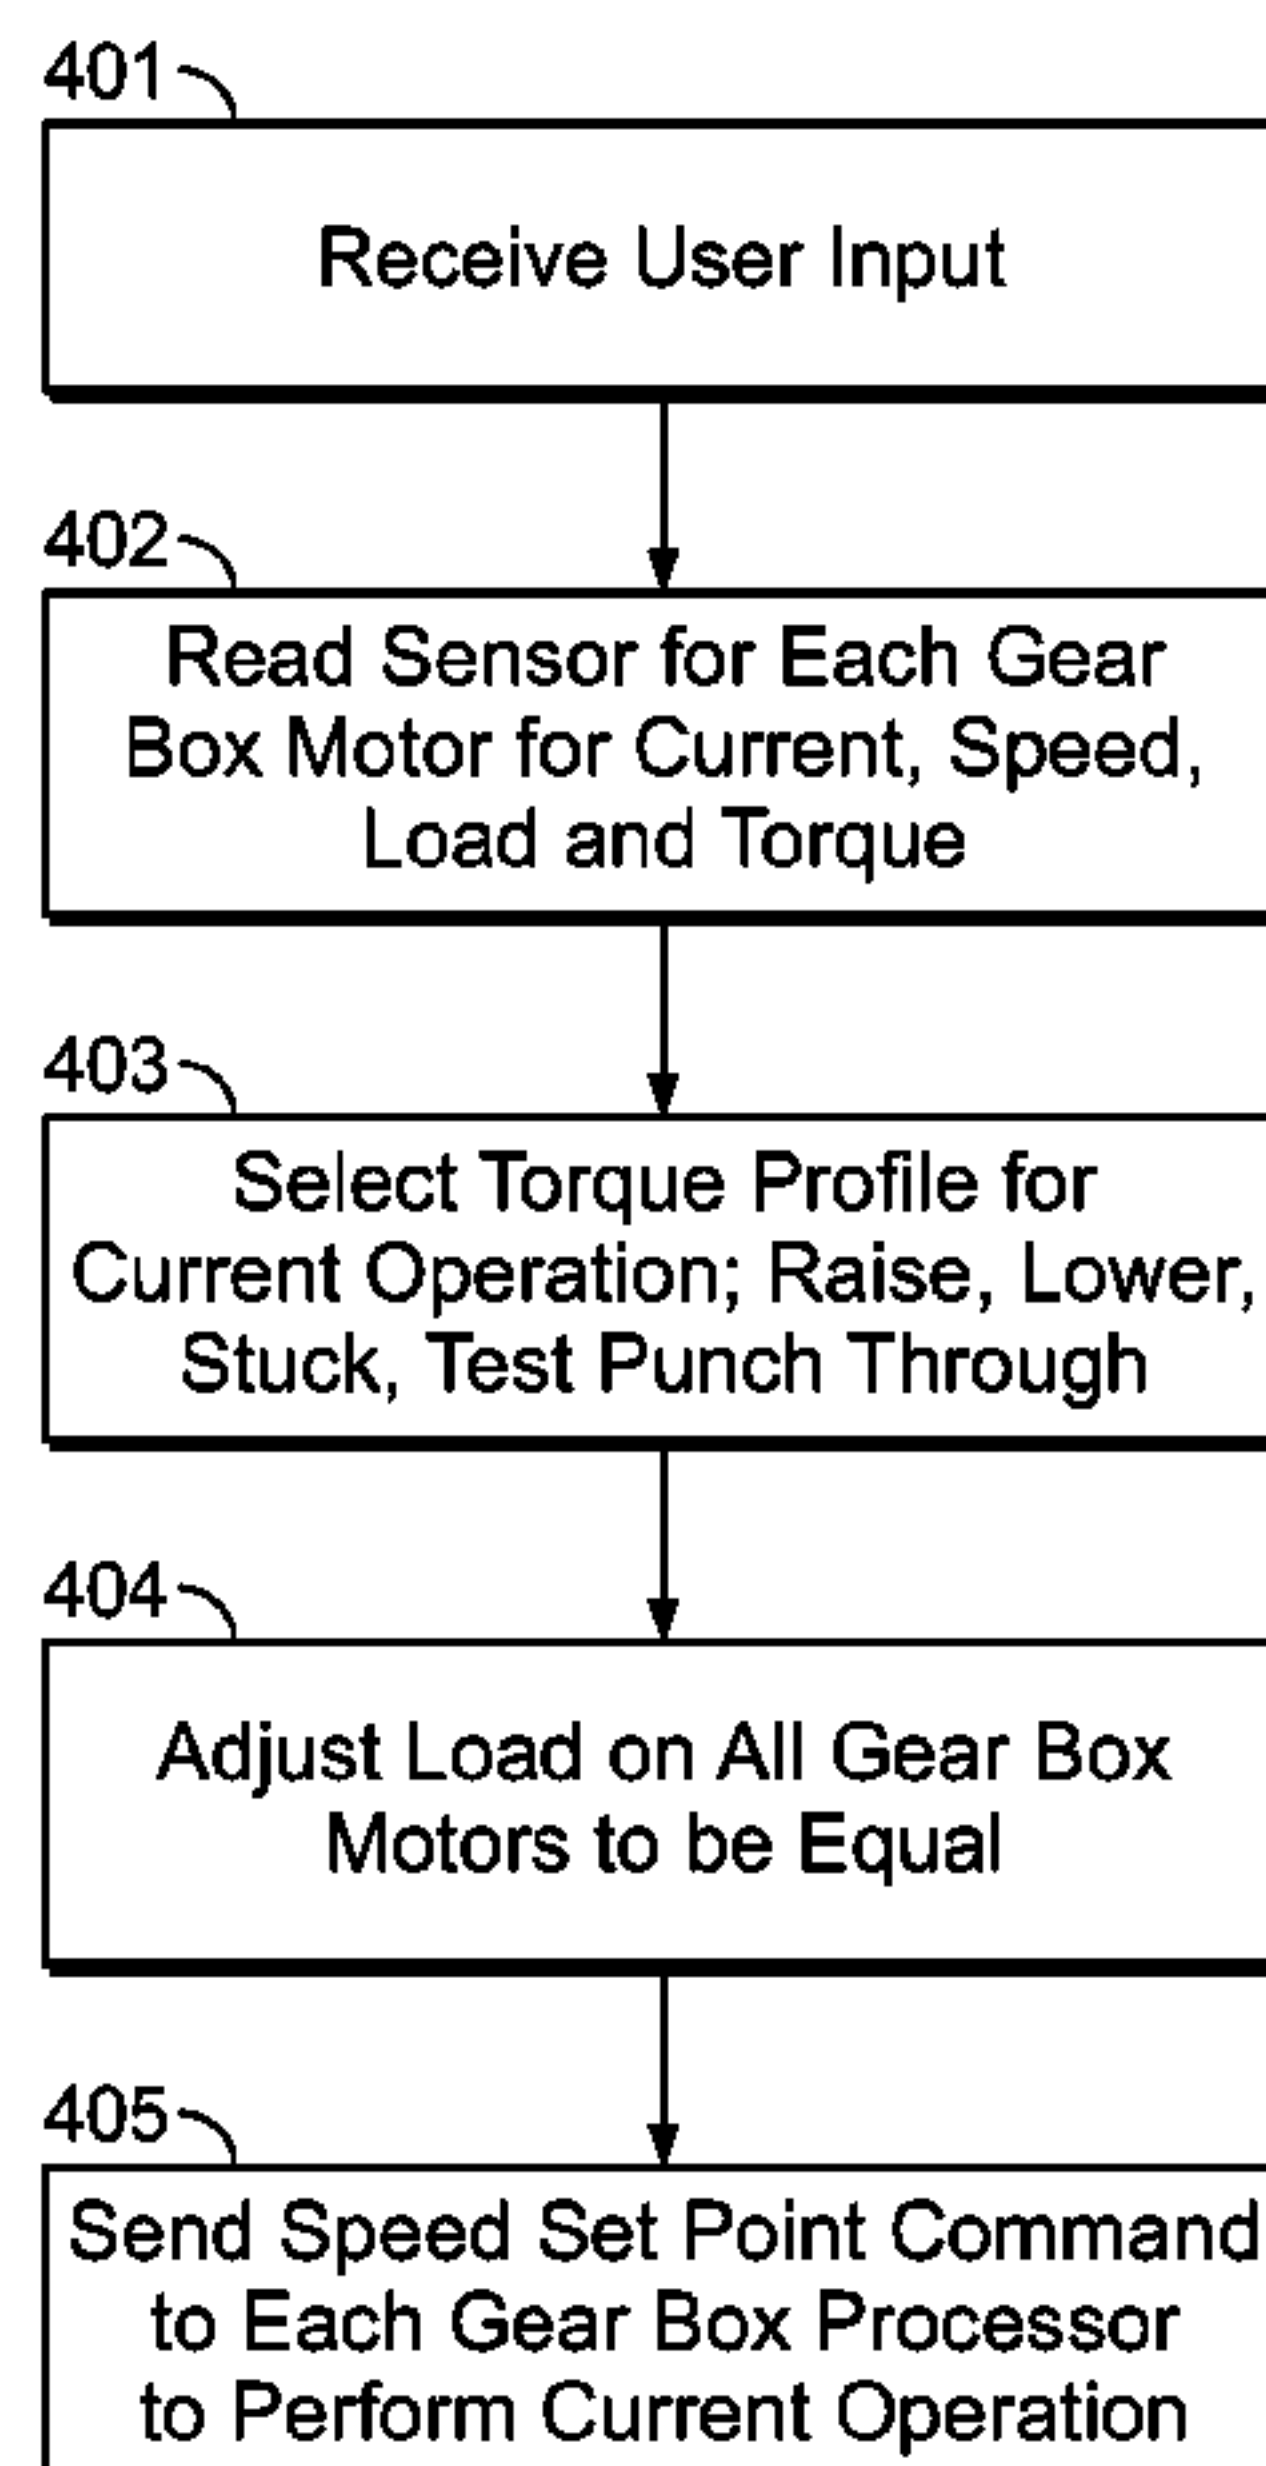 401
Receive User Input
402
Read Sensor for Each Gear
Box Motor for Current, Speed,
Load and Torque
403
Select Torque Profile for
Current Operation; Raise, Lower,
Stuck, Test Punch Through
404
Adjust Load on All Gear Box
Motors to be Equal
405
Send Speed Set Point Command
to Each Gear Box Processor
to Perform Current Operation